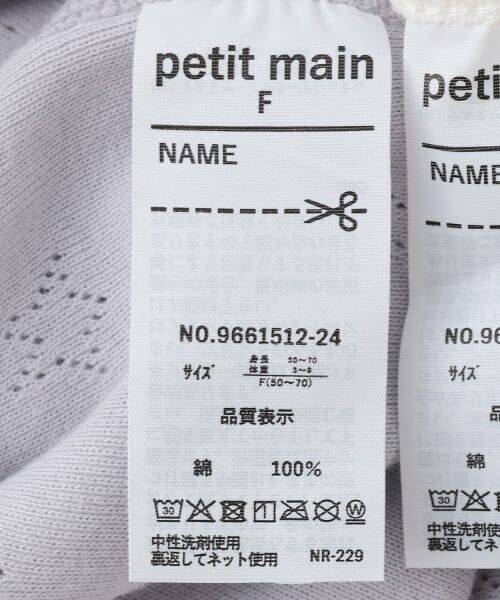 petit main
F
NAME
NO.9661512-24
サイズ
身長 50~70
体重 3~9
F(50~70)
品質表示
綿 100%
30
中性洗剤使用
裏返してネット使用 NR-229
peti
NAME
NO.96
サイズ
品
綿
30
中性洗剤使用
裏返してネッ